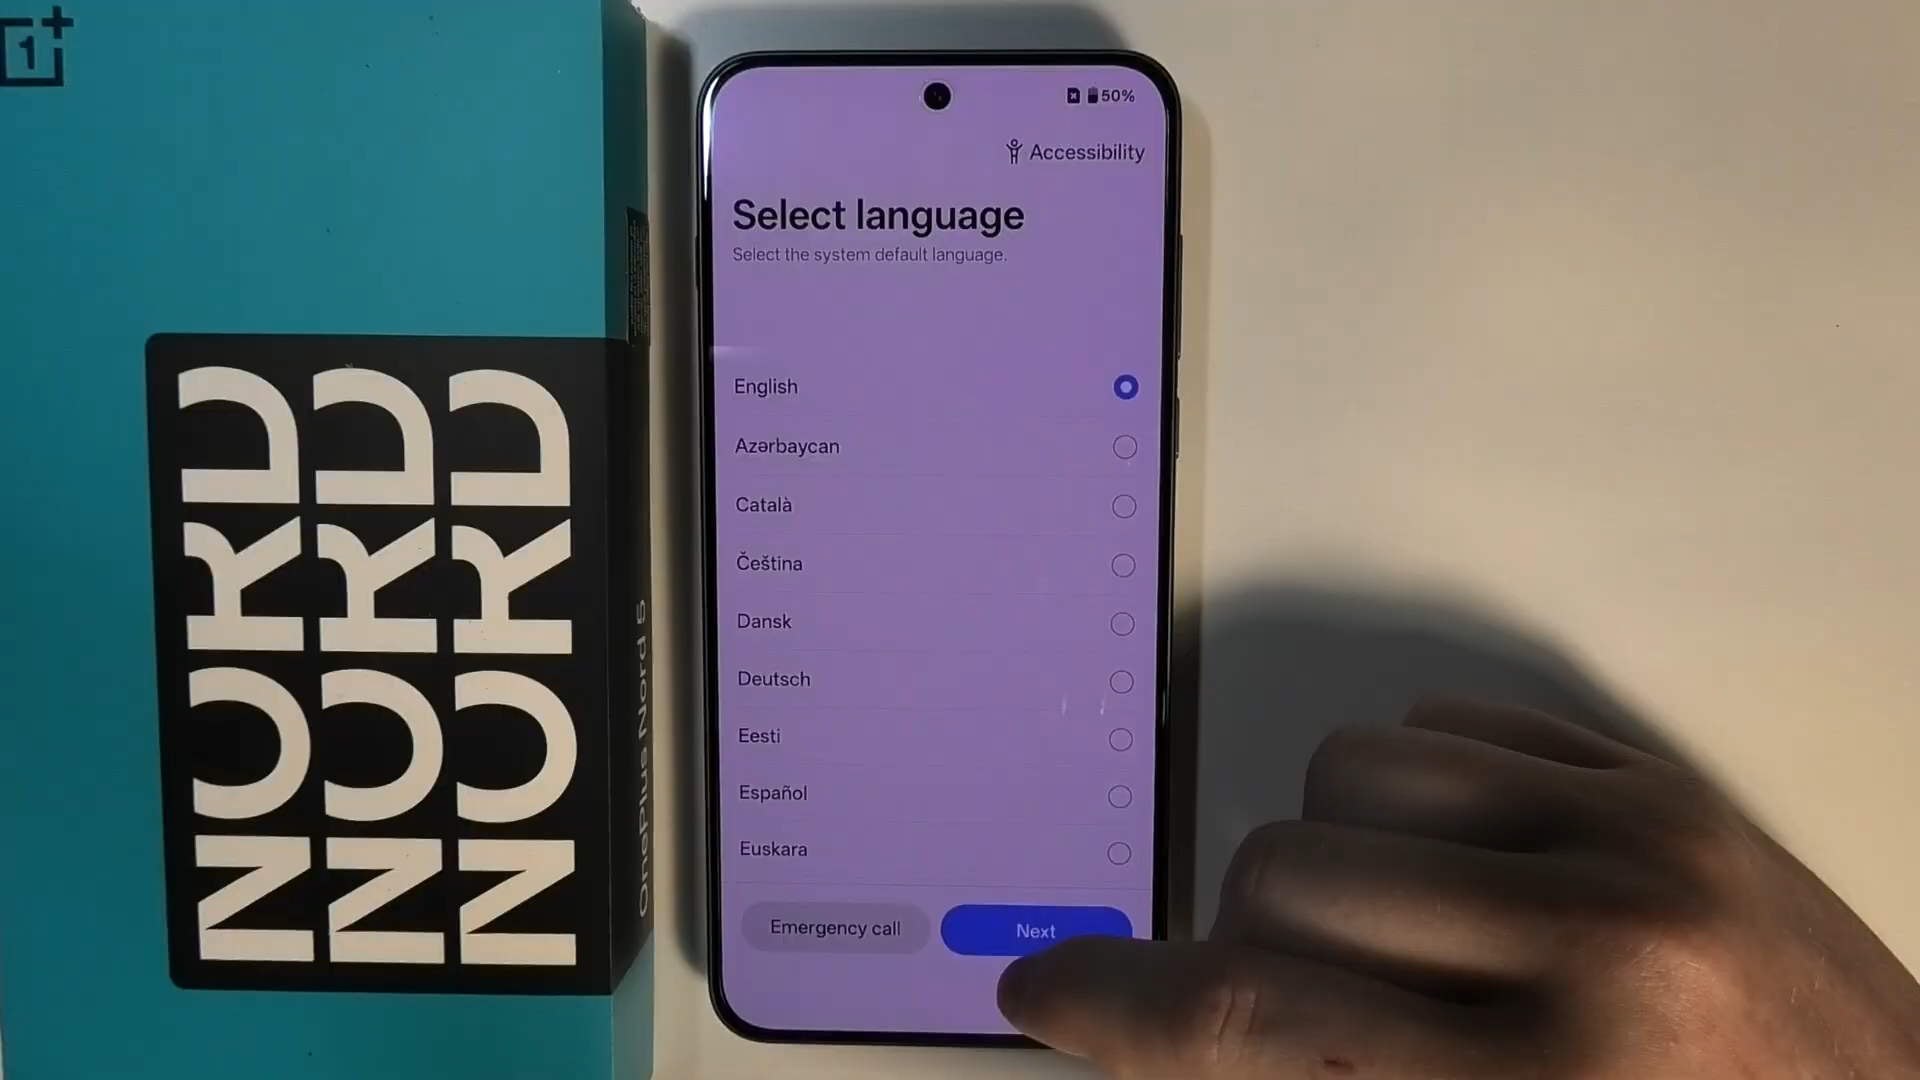 1+
NORD
NORD
NORD
OnePlus Nord 5
50%
Accessibility
Select language
Select the system default language.
English
Azərbaycan
Català
Čeština
Dansk
Deutsch
Eesti
Español
Euskara
Emergency call
Next